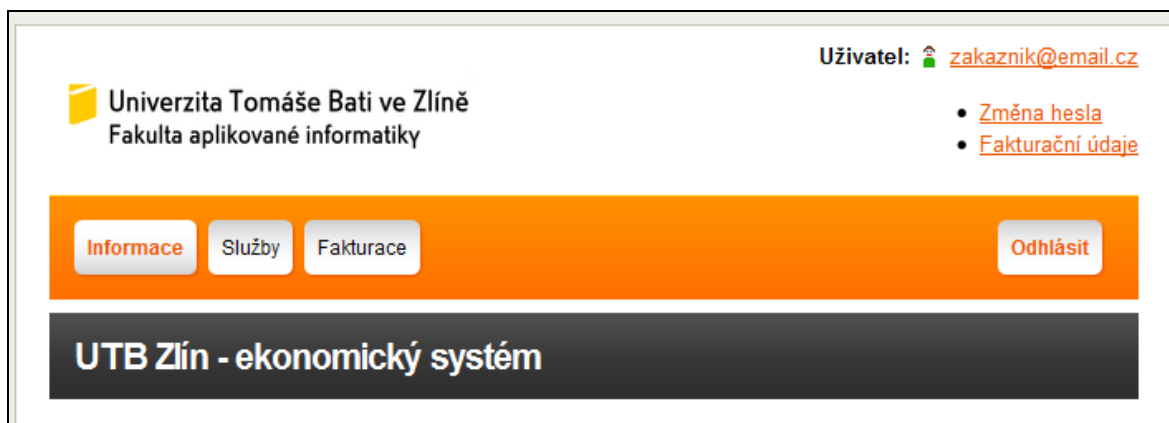 Uživatel: zakaznik@email.cz
Univerzita Tomáše Bati ve Zlíně
Fakulta aplikované informatiky
Změna hesla
Fakturační údaje
Informace Služby Fakturace Odhlásit
UTB Zlín - ekonomický systém